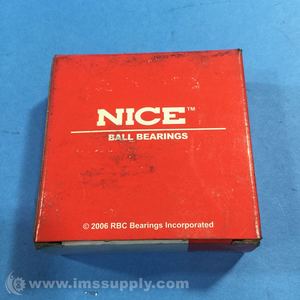 NICE™
BALL BEARINGS
© 2006 RBC Bearings Incorporated
www.imssupply.com